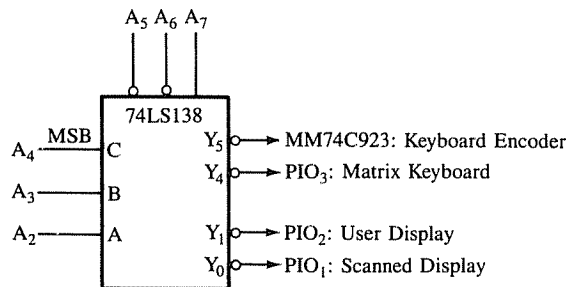 A₅ A₆ A₇
74LS138
A₄ MSB C
A₃ B
A₂ A
Y₅ MM74C923: Keyboard Encoder
Y₄ PIO₃: Matrix Keyboard
Y₁ PIO₂: User Display
Y₀ PIO₁: Scanned Display